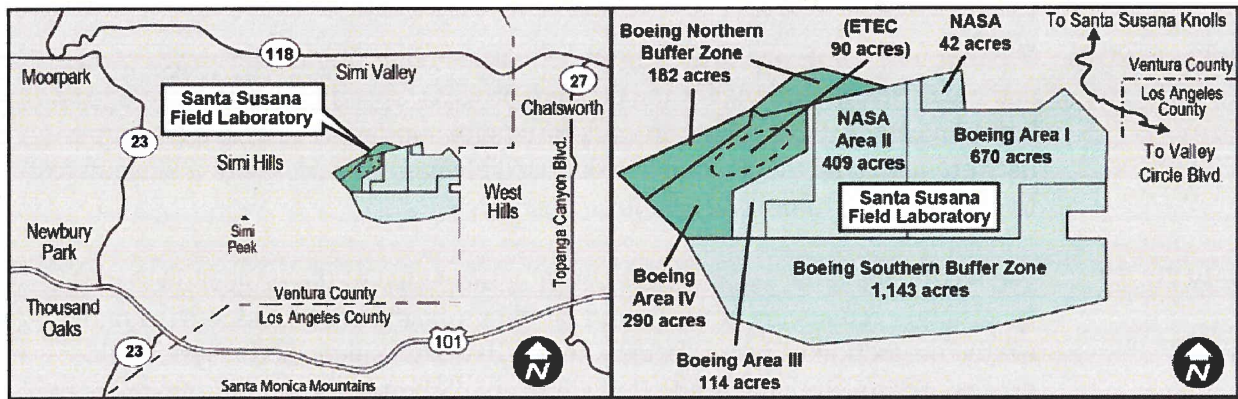 118
Moorpark
Simi Valley
27
Santa Susana
Field Laboratory
Chatsworth
23
Simi Hills
Topanga Canyon Blvd.
West
Hills
Newbury
Park
Simi
Peak
Thousand
Oaks
Ventura County
Los Angeles County
23
101
N
Santa Monica Mountains
Boeing Northern
Buffer Zone
182 acres
(ETEC
90 acres)
NASA
42 acres
To Santa Susana Knolls
Ventura County
Los Angeles
County
NASA
Area II
409 acres
Boeing Area I
670 acres
To Valley
Circle Blvd.
Santa Susana
Field Laboratory
Boeing
Area IV
290 acres
Boeing Southern Buffer Zone
1,143 acres
Boeing Area III
114 acres
N